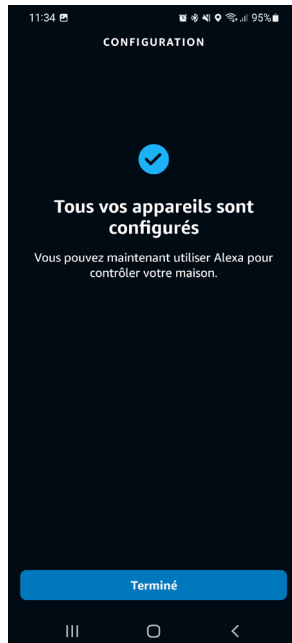 11:34 95%
CONFIGURATION
Tous vos appareils sont
configurés
Vous pouvez maintenant utiliser Alexa pour
contrôler votre maison.
Terminé